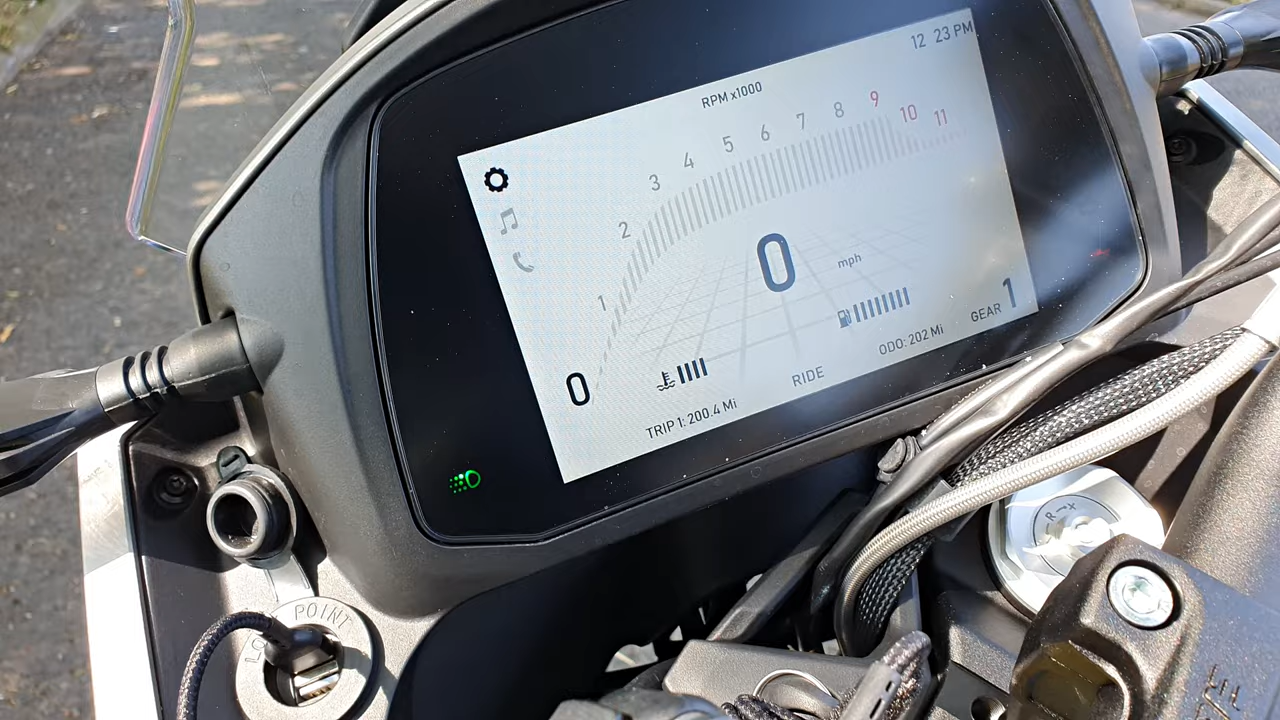 12 23 PM
RPM x1000
0 1 2 3 4 5 6 7 8 9 10 11
0 mph
GEAR 1
ODO: 202 Mi
RIDE
TRIP 1: 200.4 Mi
POINT
R